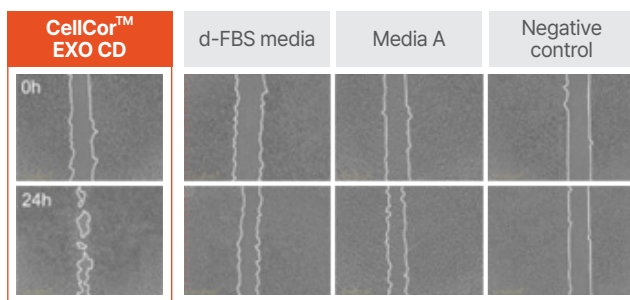 CellCor™
EXO CD
d-FBS media
Media A
Negative
control
0h
24h